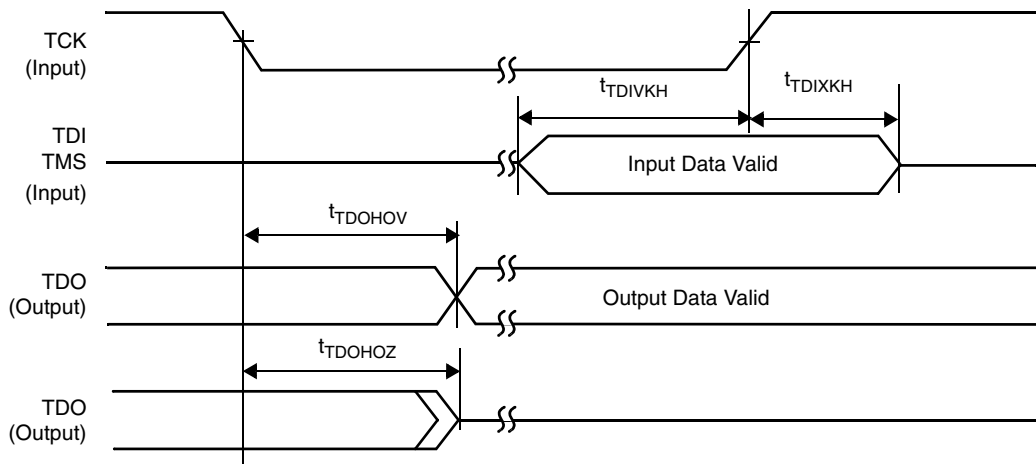 TCK
(Input)
tTDIVKH
tTDIXKH
TDI
TMS
(Input)
Input Data Valid
tTDOHOV
TDO
(Output)
Output Data Valid
tTDOHOZ
TDO
(Output)